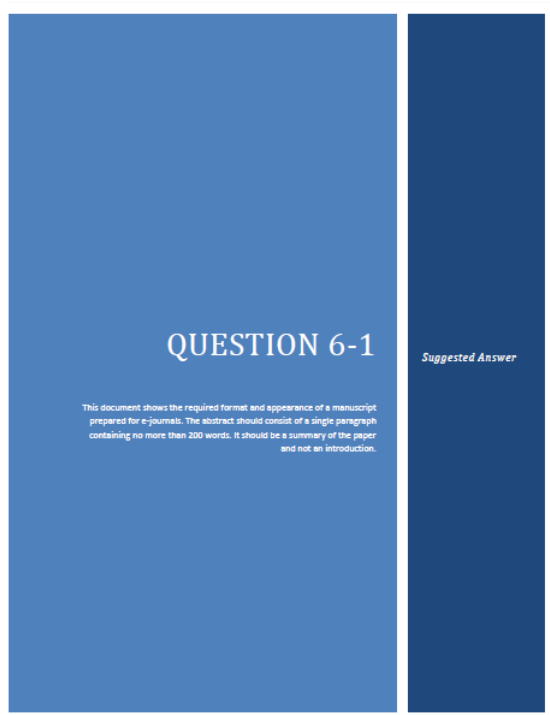 QUESTION 6-1
Suggested Answer
This document shows the required format and appearance of a manuscript
prepared for e-journals. The abstract should consist of a single paragraph
containing no more than 200 words. It should be a summary of the paper
and not an introduction.